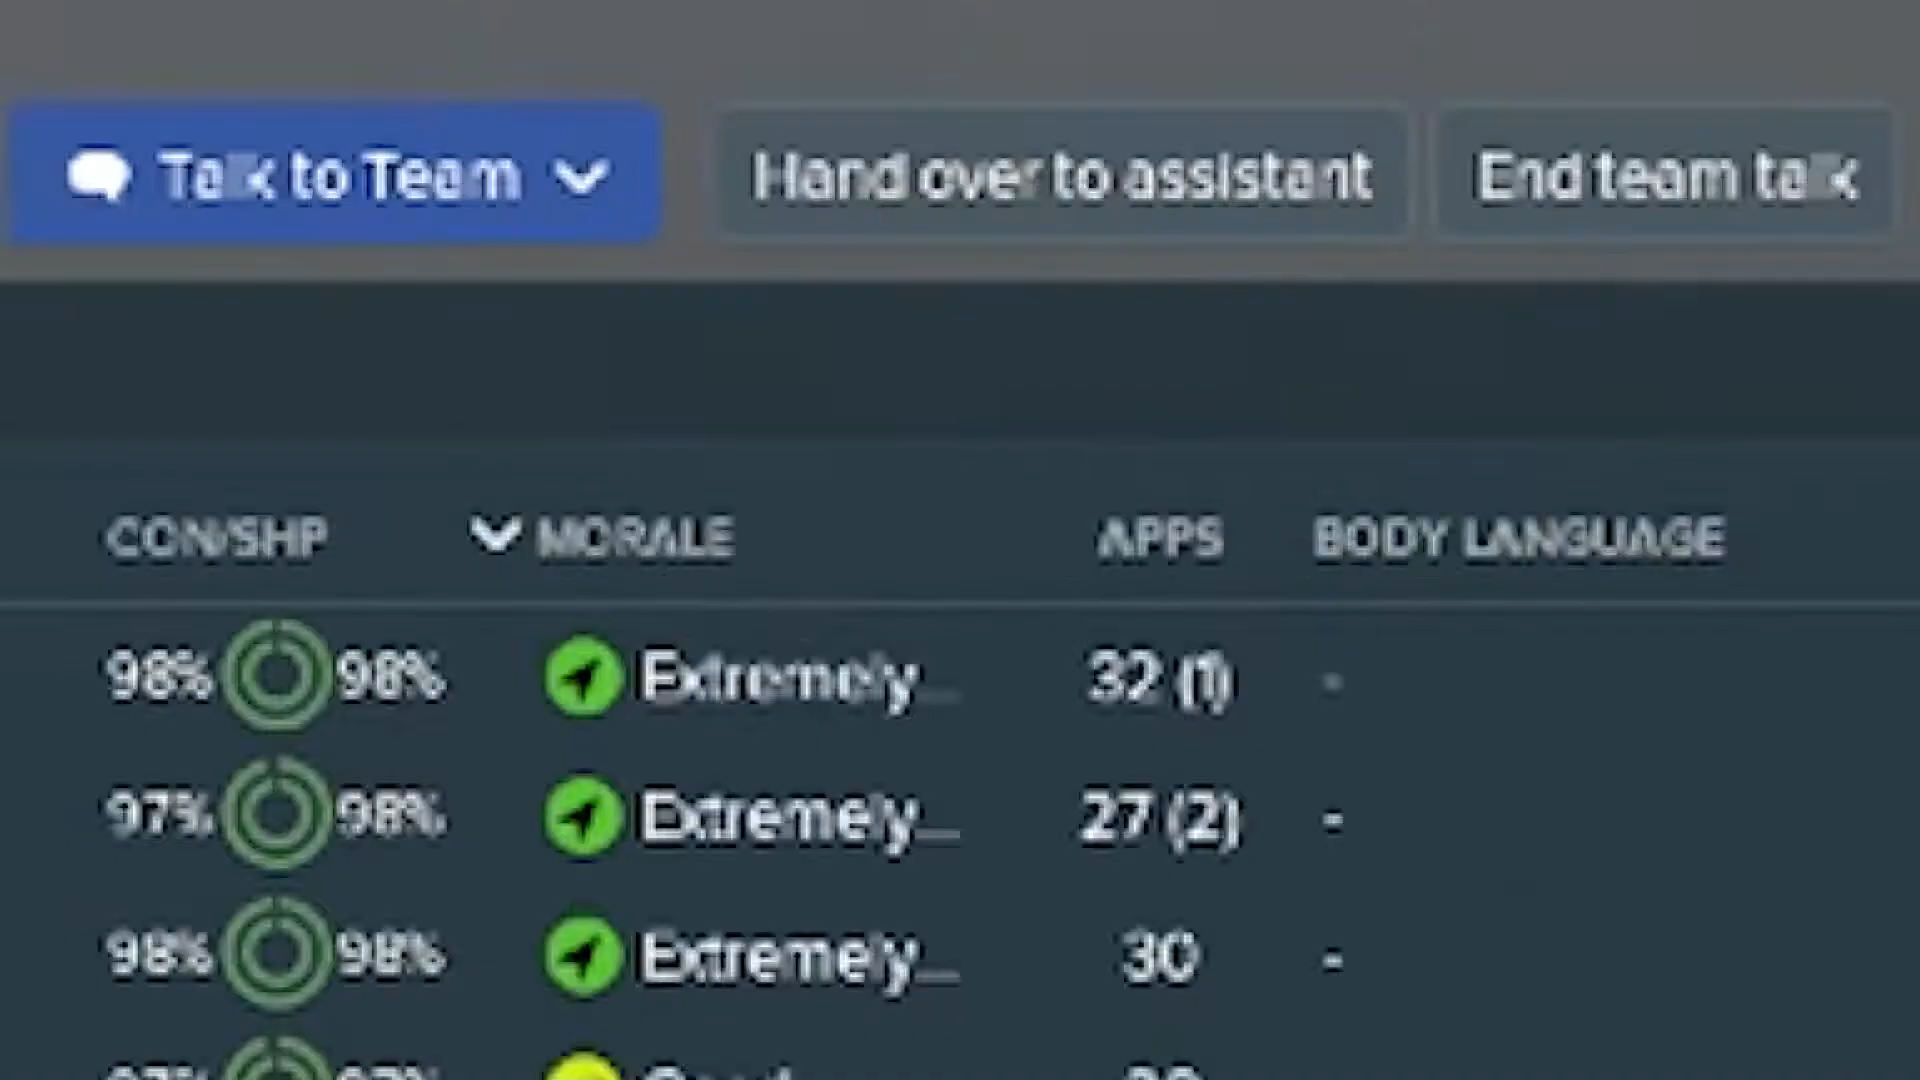 Talk to Team Hand over to assistant End team talk
CON/SHP MORALE APPS BODY LANGUAGE
98% 98% Extremely... 32 (1) -
97% 98% Extremely... 27 (2) -
98% 98% Extremely... 30 -